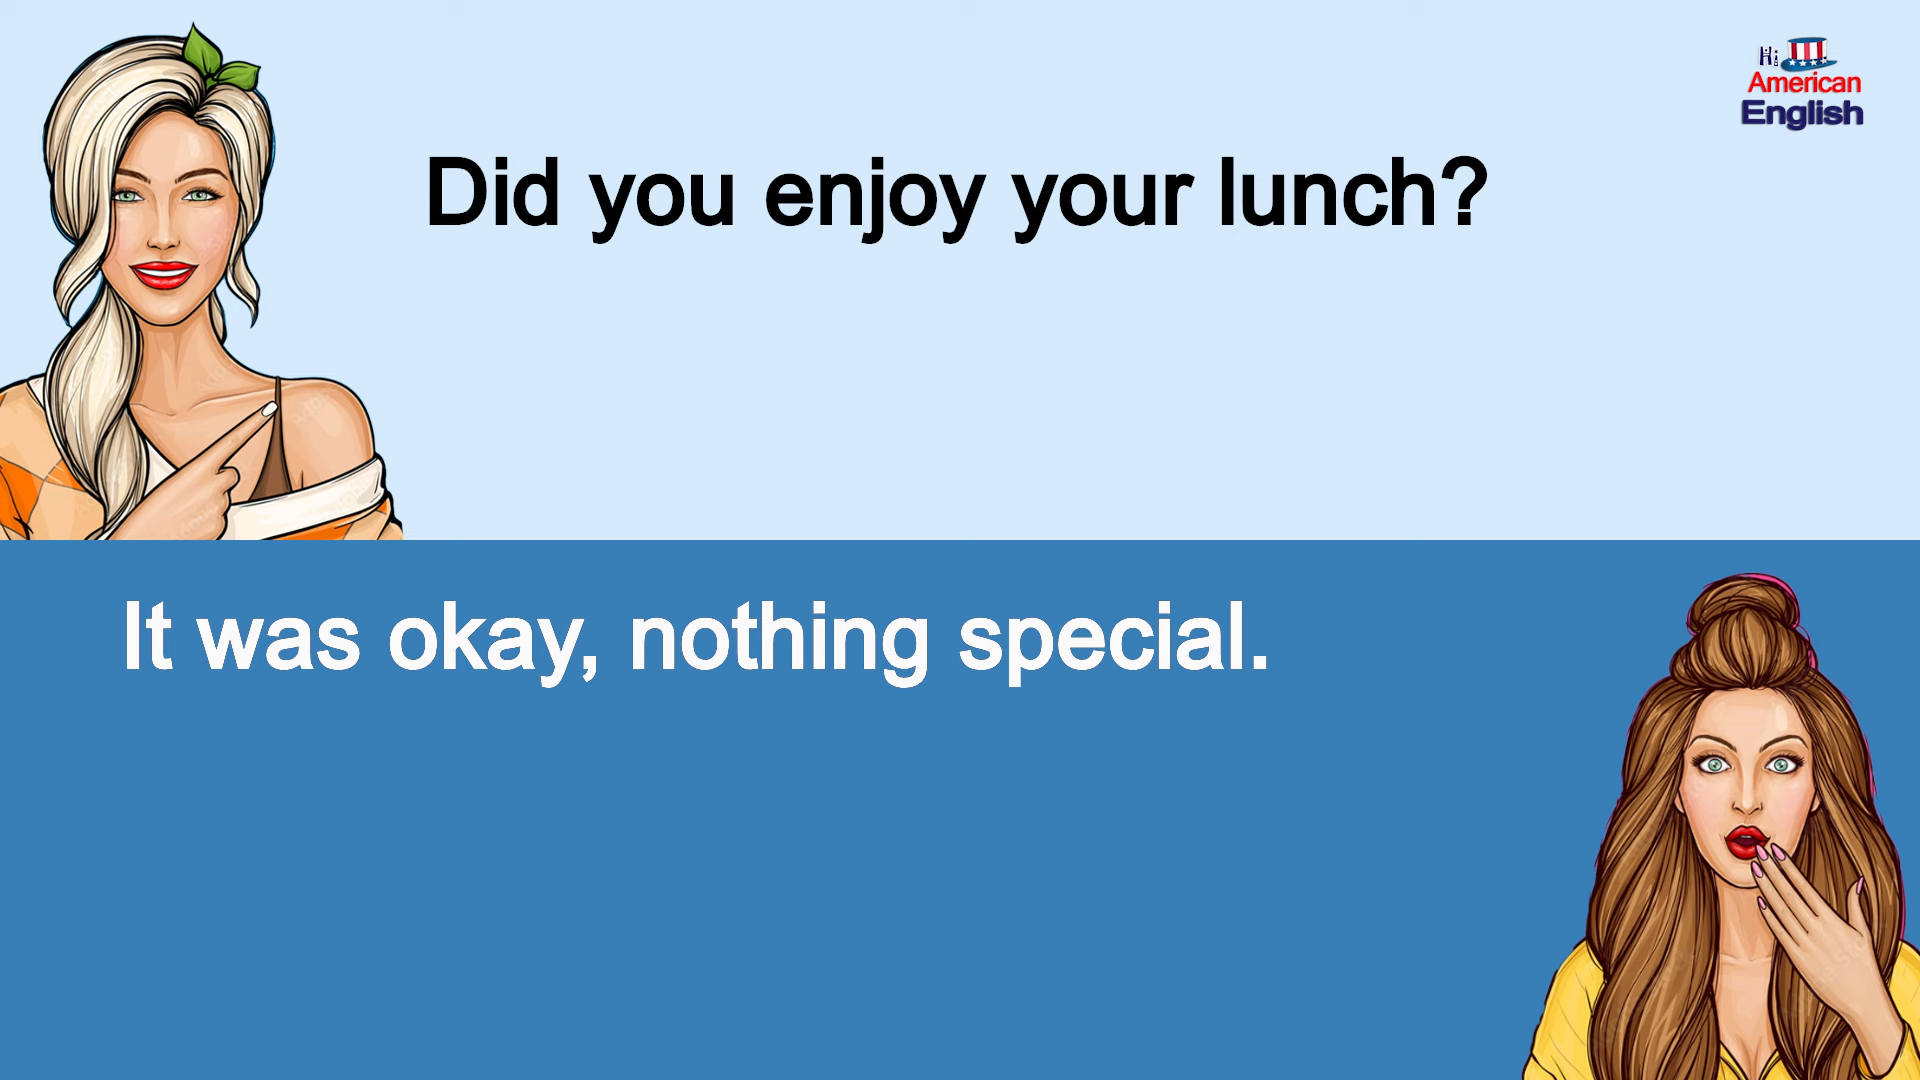 Hi
American
English
Did you enjoy your lunch?
It was okay, nothing special.